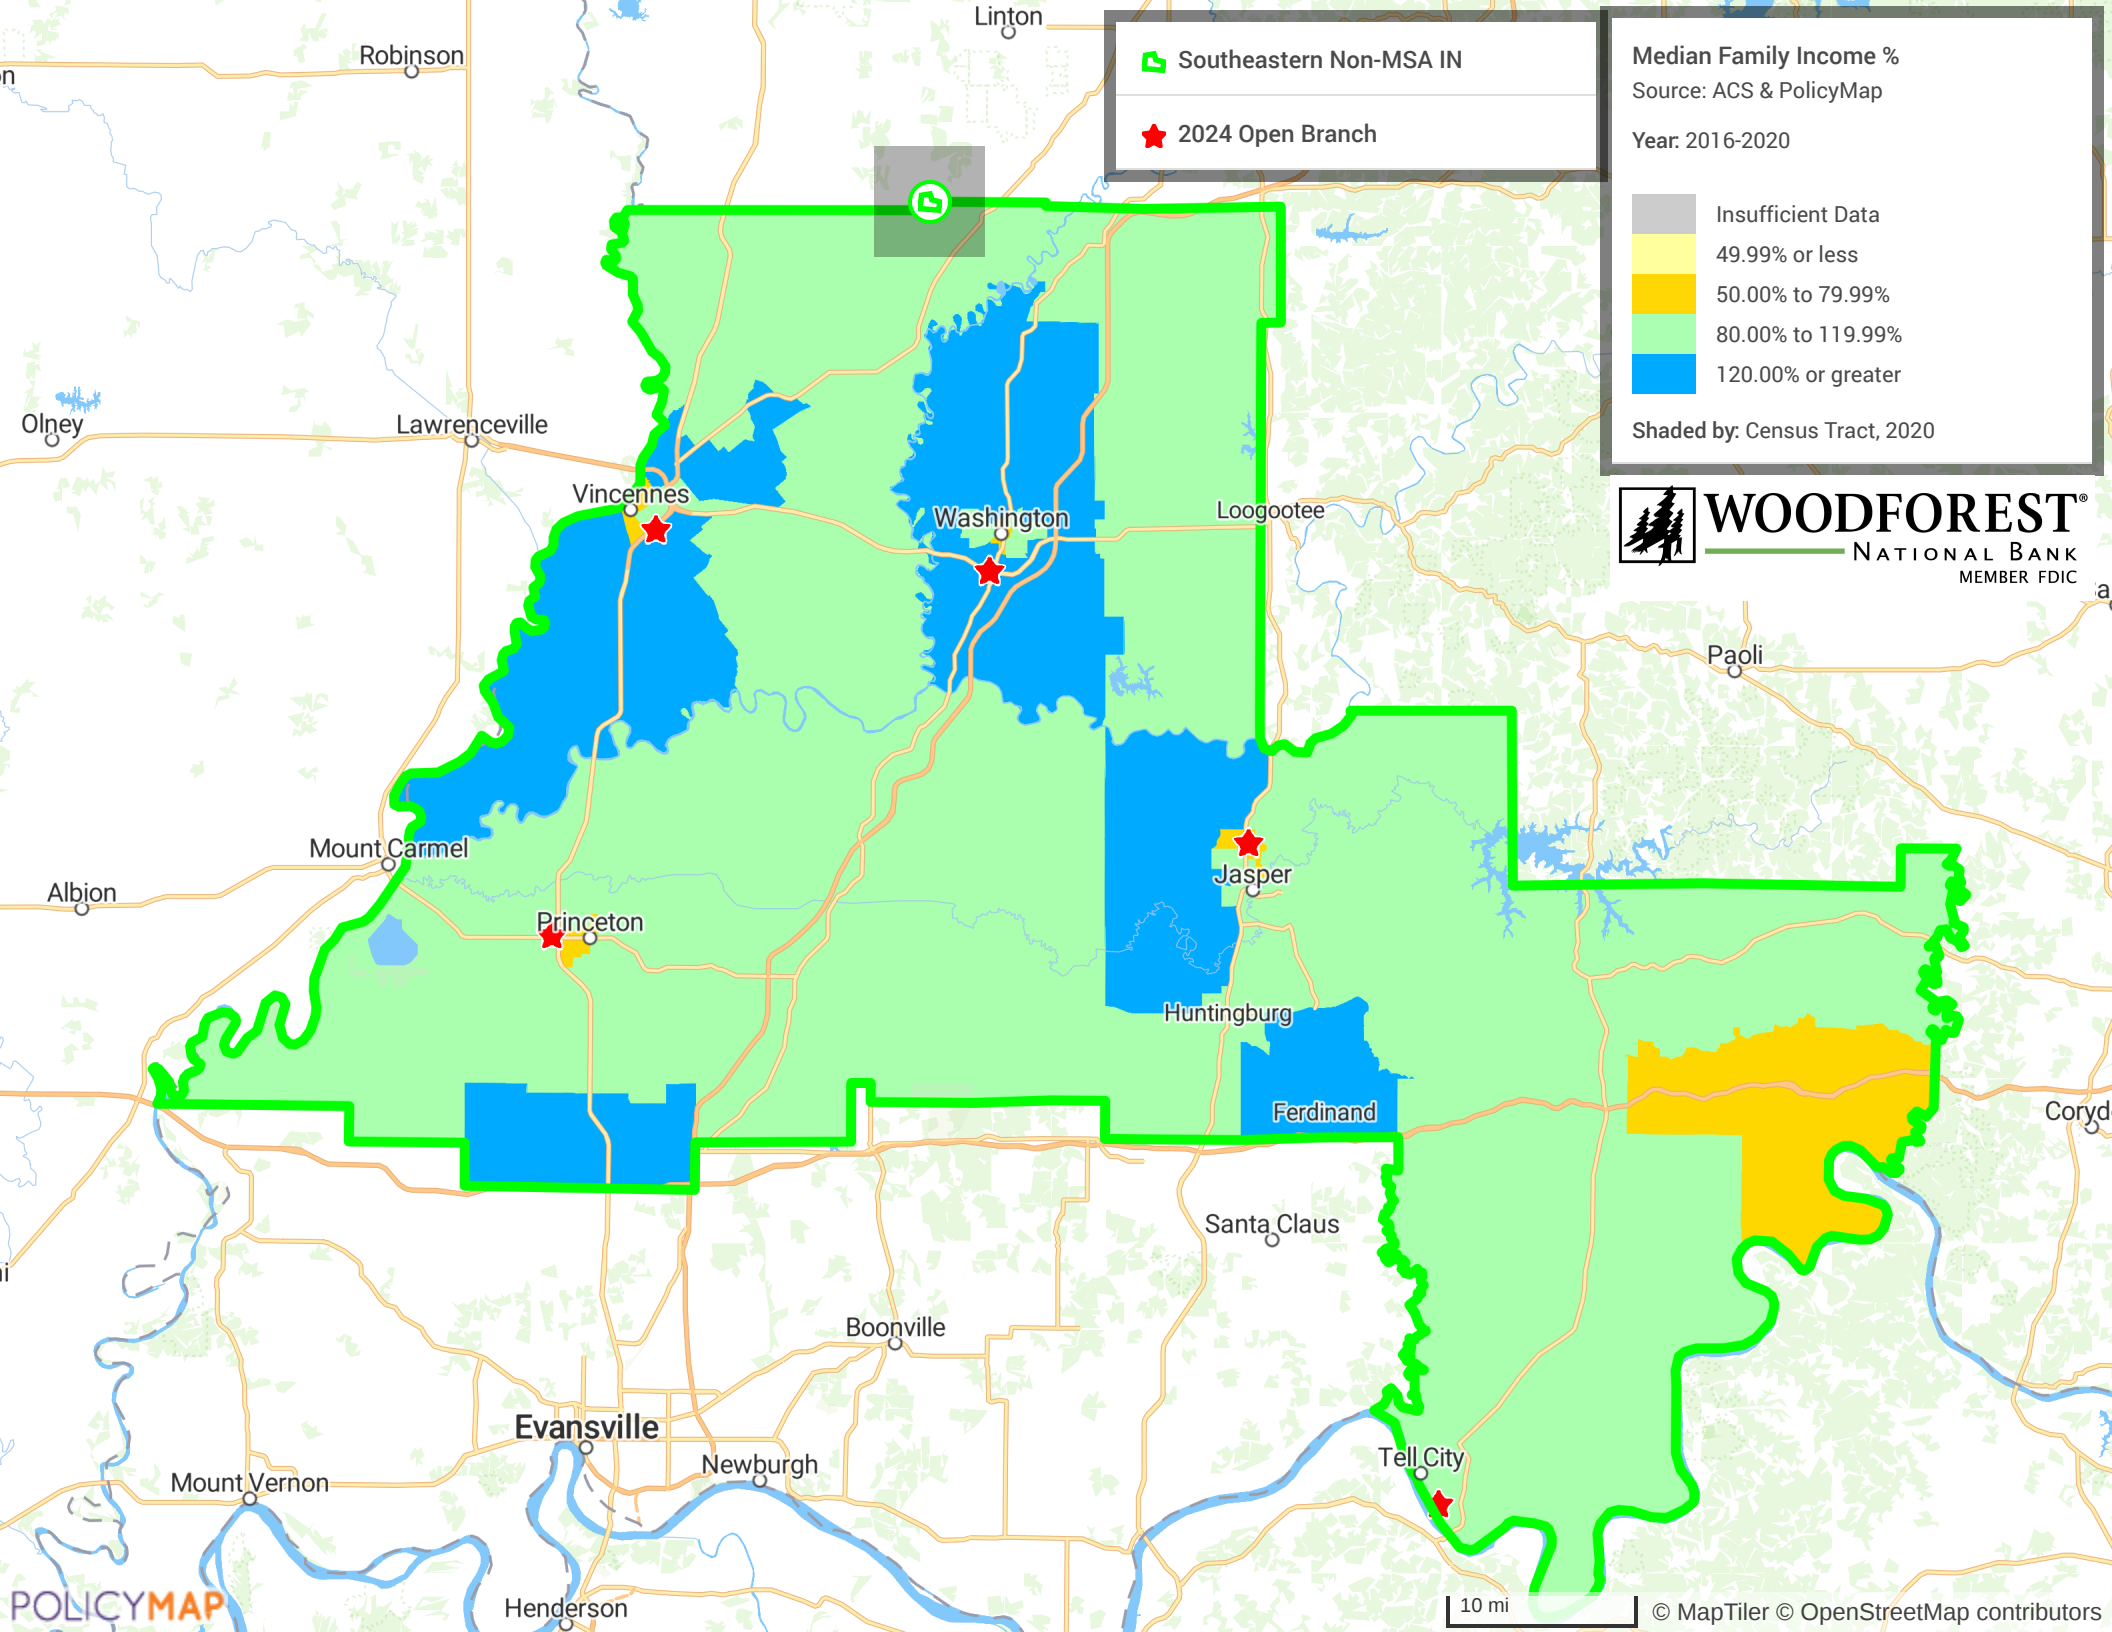 Linton
Robinson
Southeastern Non-MSA IN
2024 Open Branch
Median Family Income %
Source: ACS & PolicyMap
Year: 2016-2020
Insufficient Data
49.99% or less
50.00% to 79.99%
80.00% to 119.99%
120.00% or greater
Shaded by: Census Tract, 2020
WOODFOREST®
NATIONAL BANK
MEMBER FDIC
Olney
Lawrenceville
Vincennes
Washington
Loogootee
Paoli
Mount Carmel
Albion
Jasper
Princeton
Huntingburg
Ferdinand
Coryd
Santa Claus
Boonville
Evansville
Newburgh
Mount Vernon
Tell City
Henderson
POLICYMAP
10 mi
© MapTiler © OpenStreetMap contributors